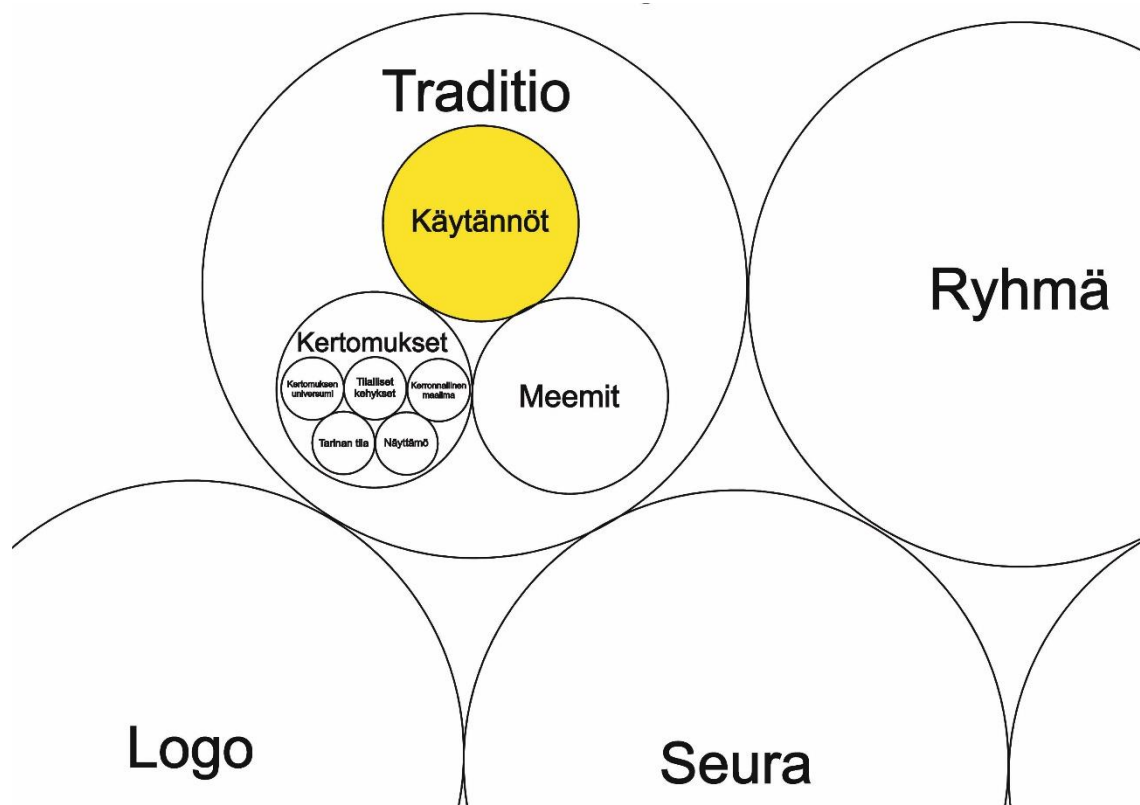 Traditio
Käytännöt
Ryhmä
Kertomukset
Kertomuksen
universumi
Tilalliset
kehykset
Kerronnallinen
maailma
Tarinan tila
Näyttämö
Meemit
Logo
Seura